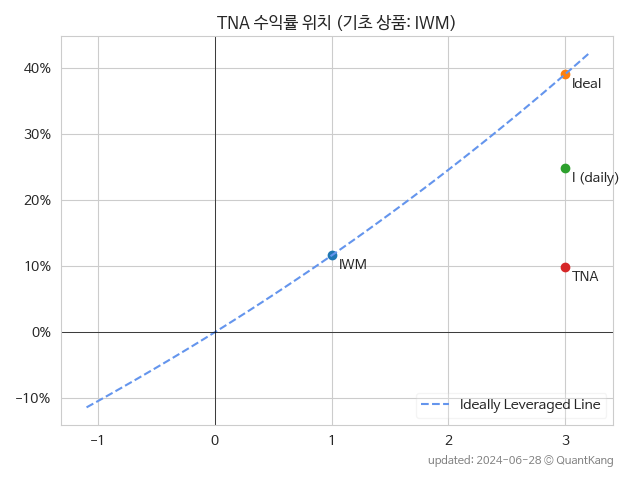 TNA 수익률 위치 (기초 상품: IWM)
40%
Ideal
30%
I (daily)
20%
10%
IWM
TNA
0%
−10%
Ideally Leveraged Line
−1
0
1
2
3
updated: 2024-06-28 © QuantKang